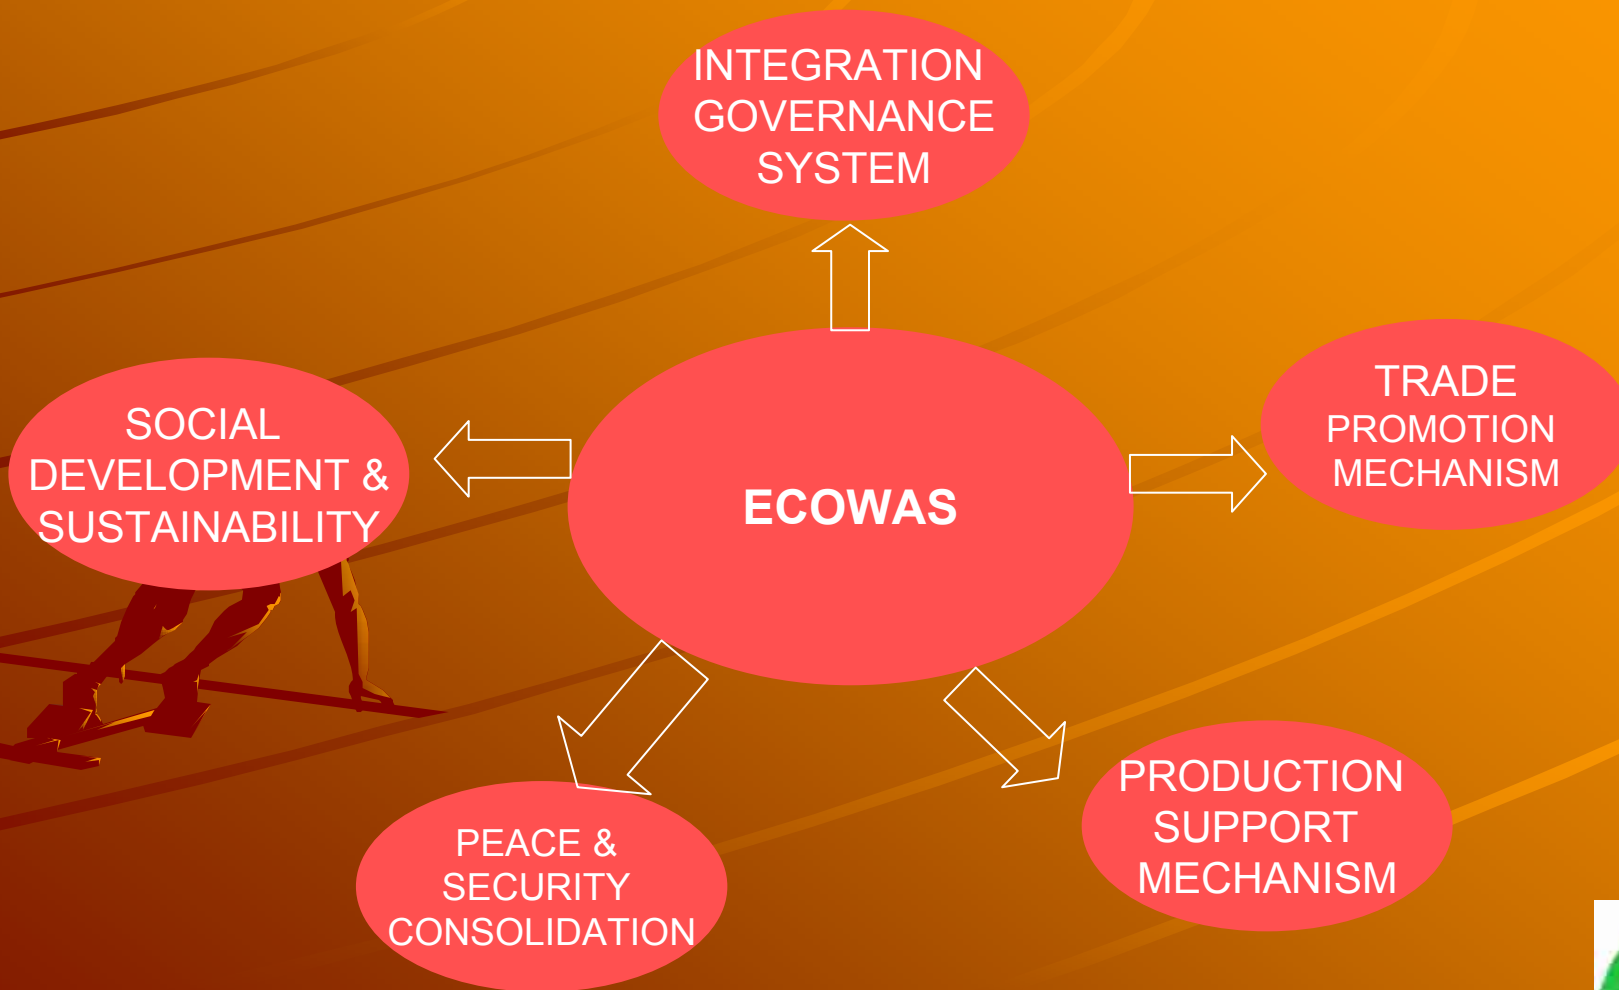 INTEGRATION
GOVERNANCE
SYSTEM
TRADE
PROMOTION
MECHANISM
SOCIAL
DEVELOPMENT &
SUSTAINABILITY
ECOWAS
PRODUCTION
SUPPORT
MECHANISM
PEACE &
SECURITY
CONSOLIDATION